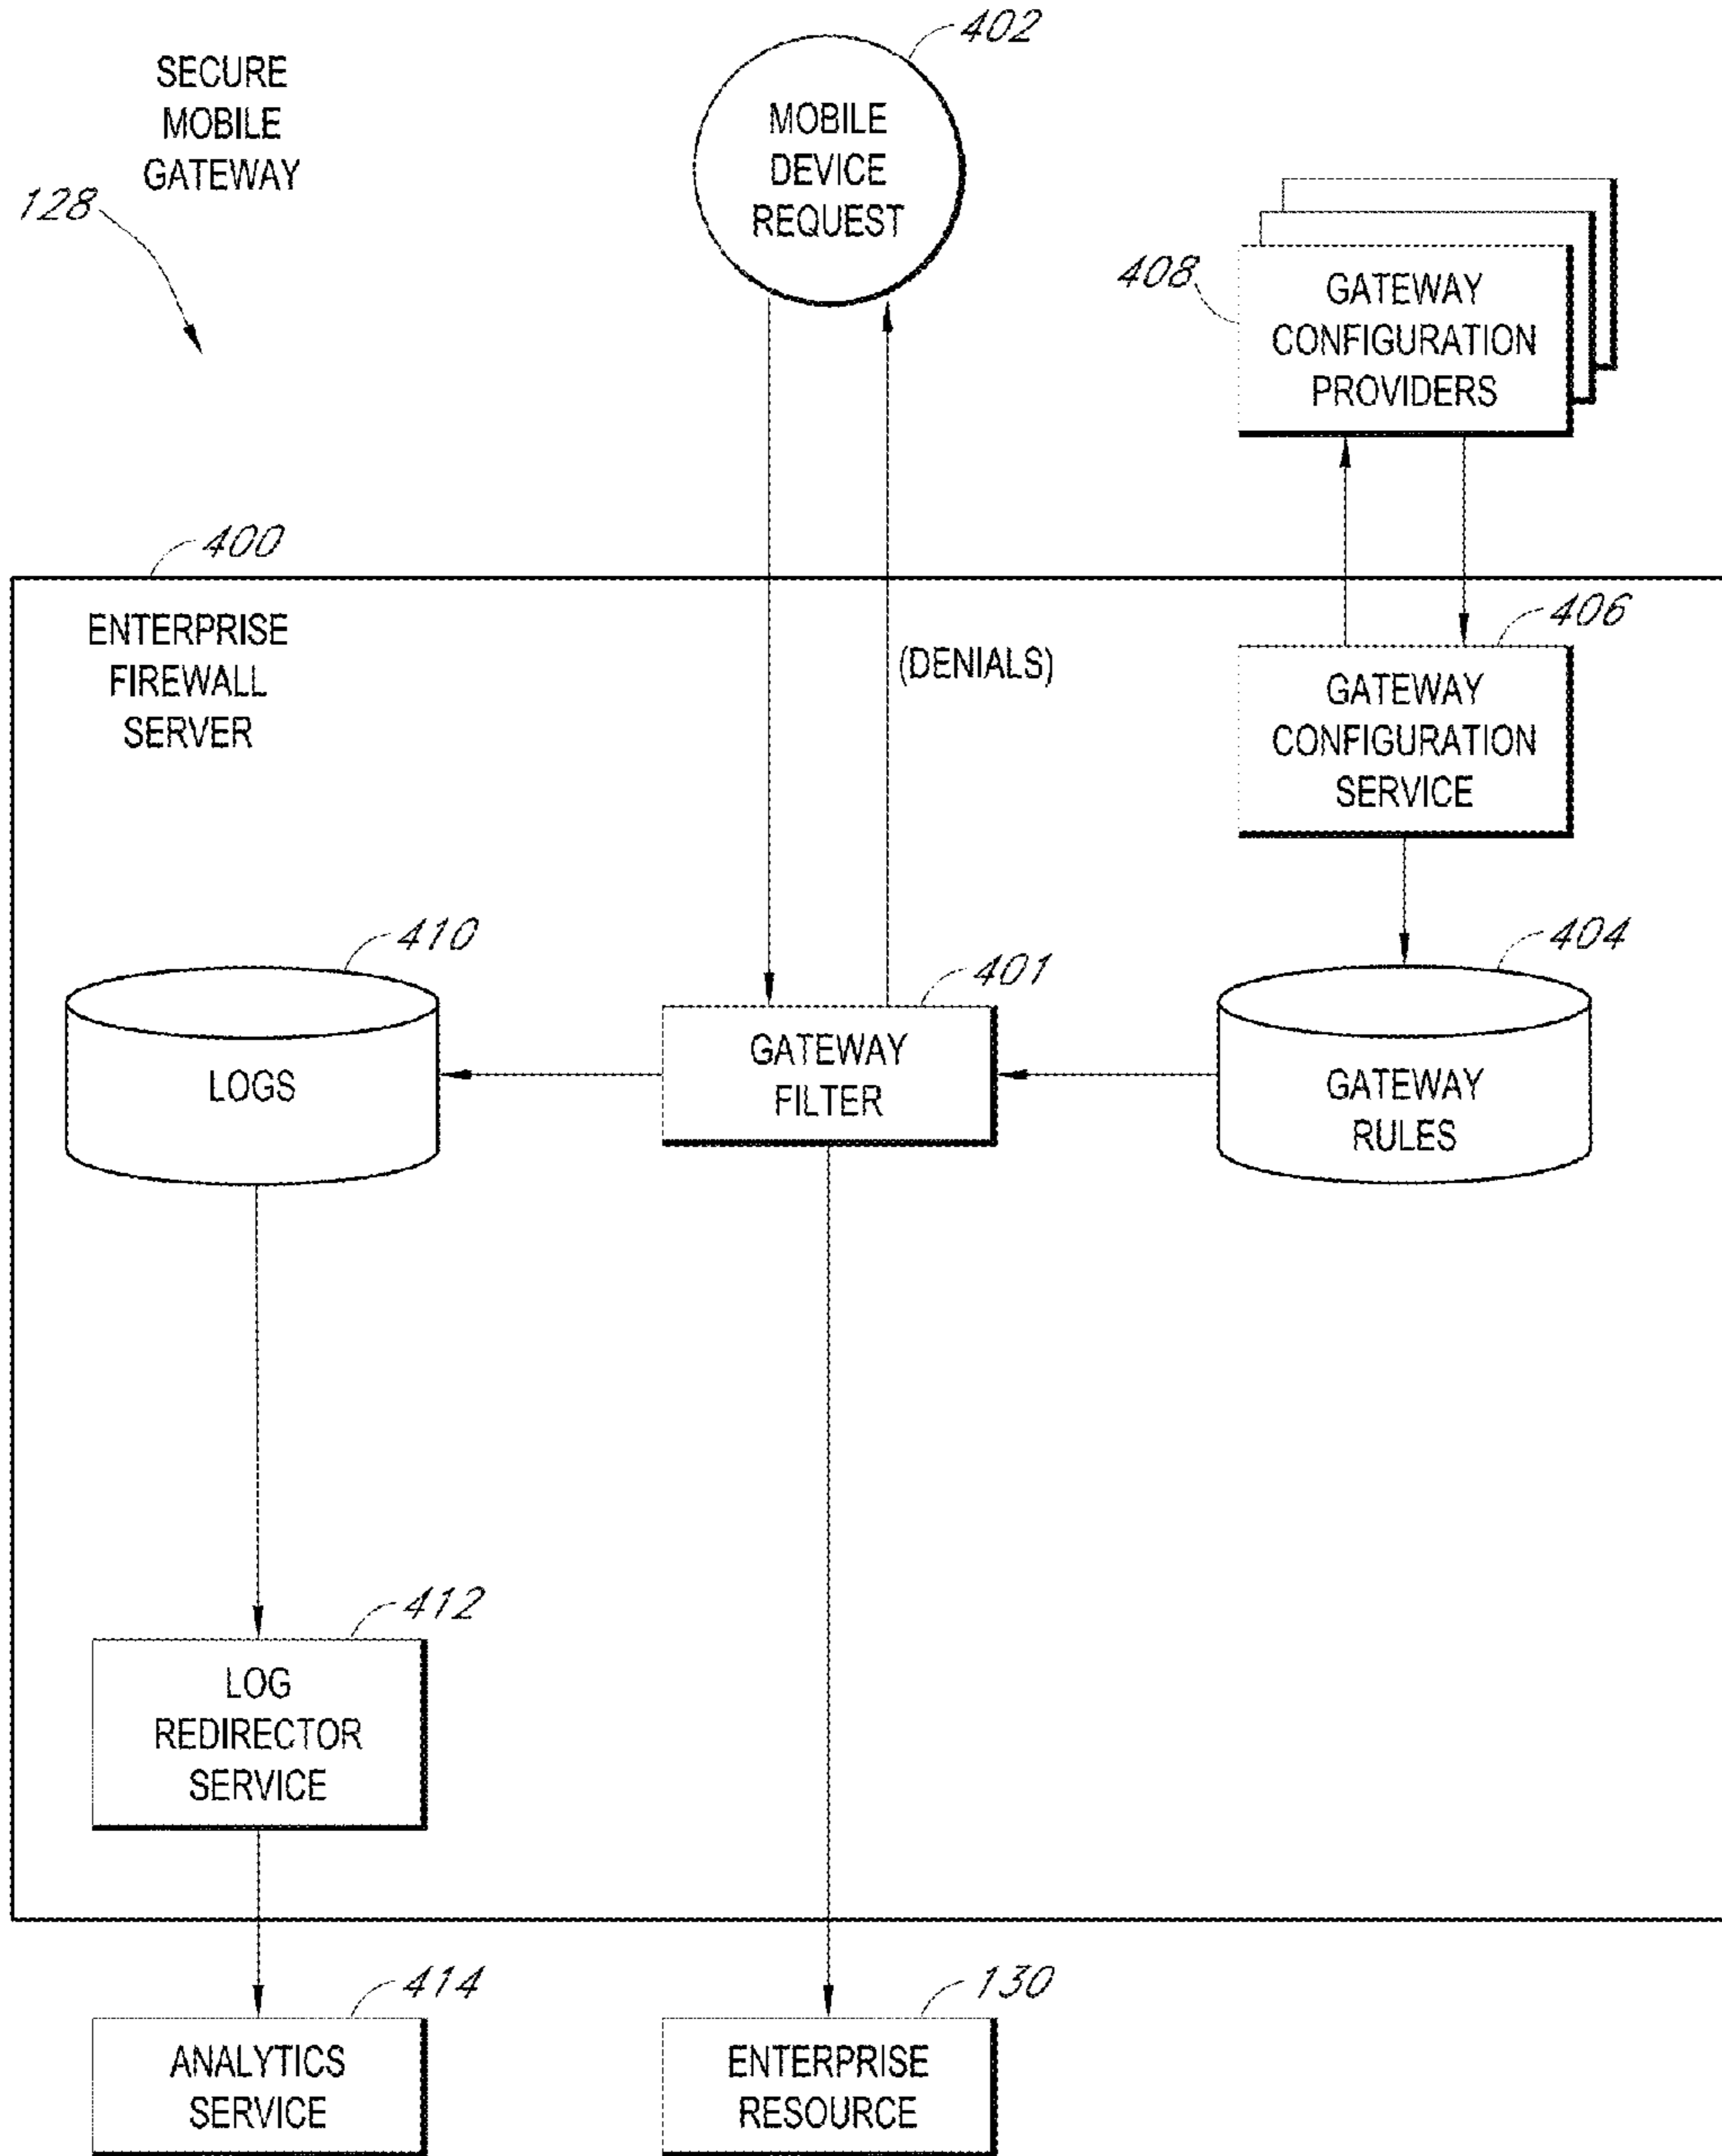 402
SECURE
MOBILE
GATEWAY
128
MOBILE
DEVICE
REQUEST
408
GATEWAY
CONFIGURATION
PROVIDERS
400
ENTERPRISE
FIREWALL
SERVER
(DENIALS)
406
GATEWAY
CONFIGURATION
SERVICE
410
LOGS
401
GATEWAY
FILTER
404
GATEWAY
RULES
412
LOG
REDIRECTOR
SERVICE
414
ANALYTICS
SERVICE
130
ENTERPRISE
RESOURCE